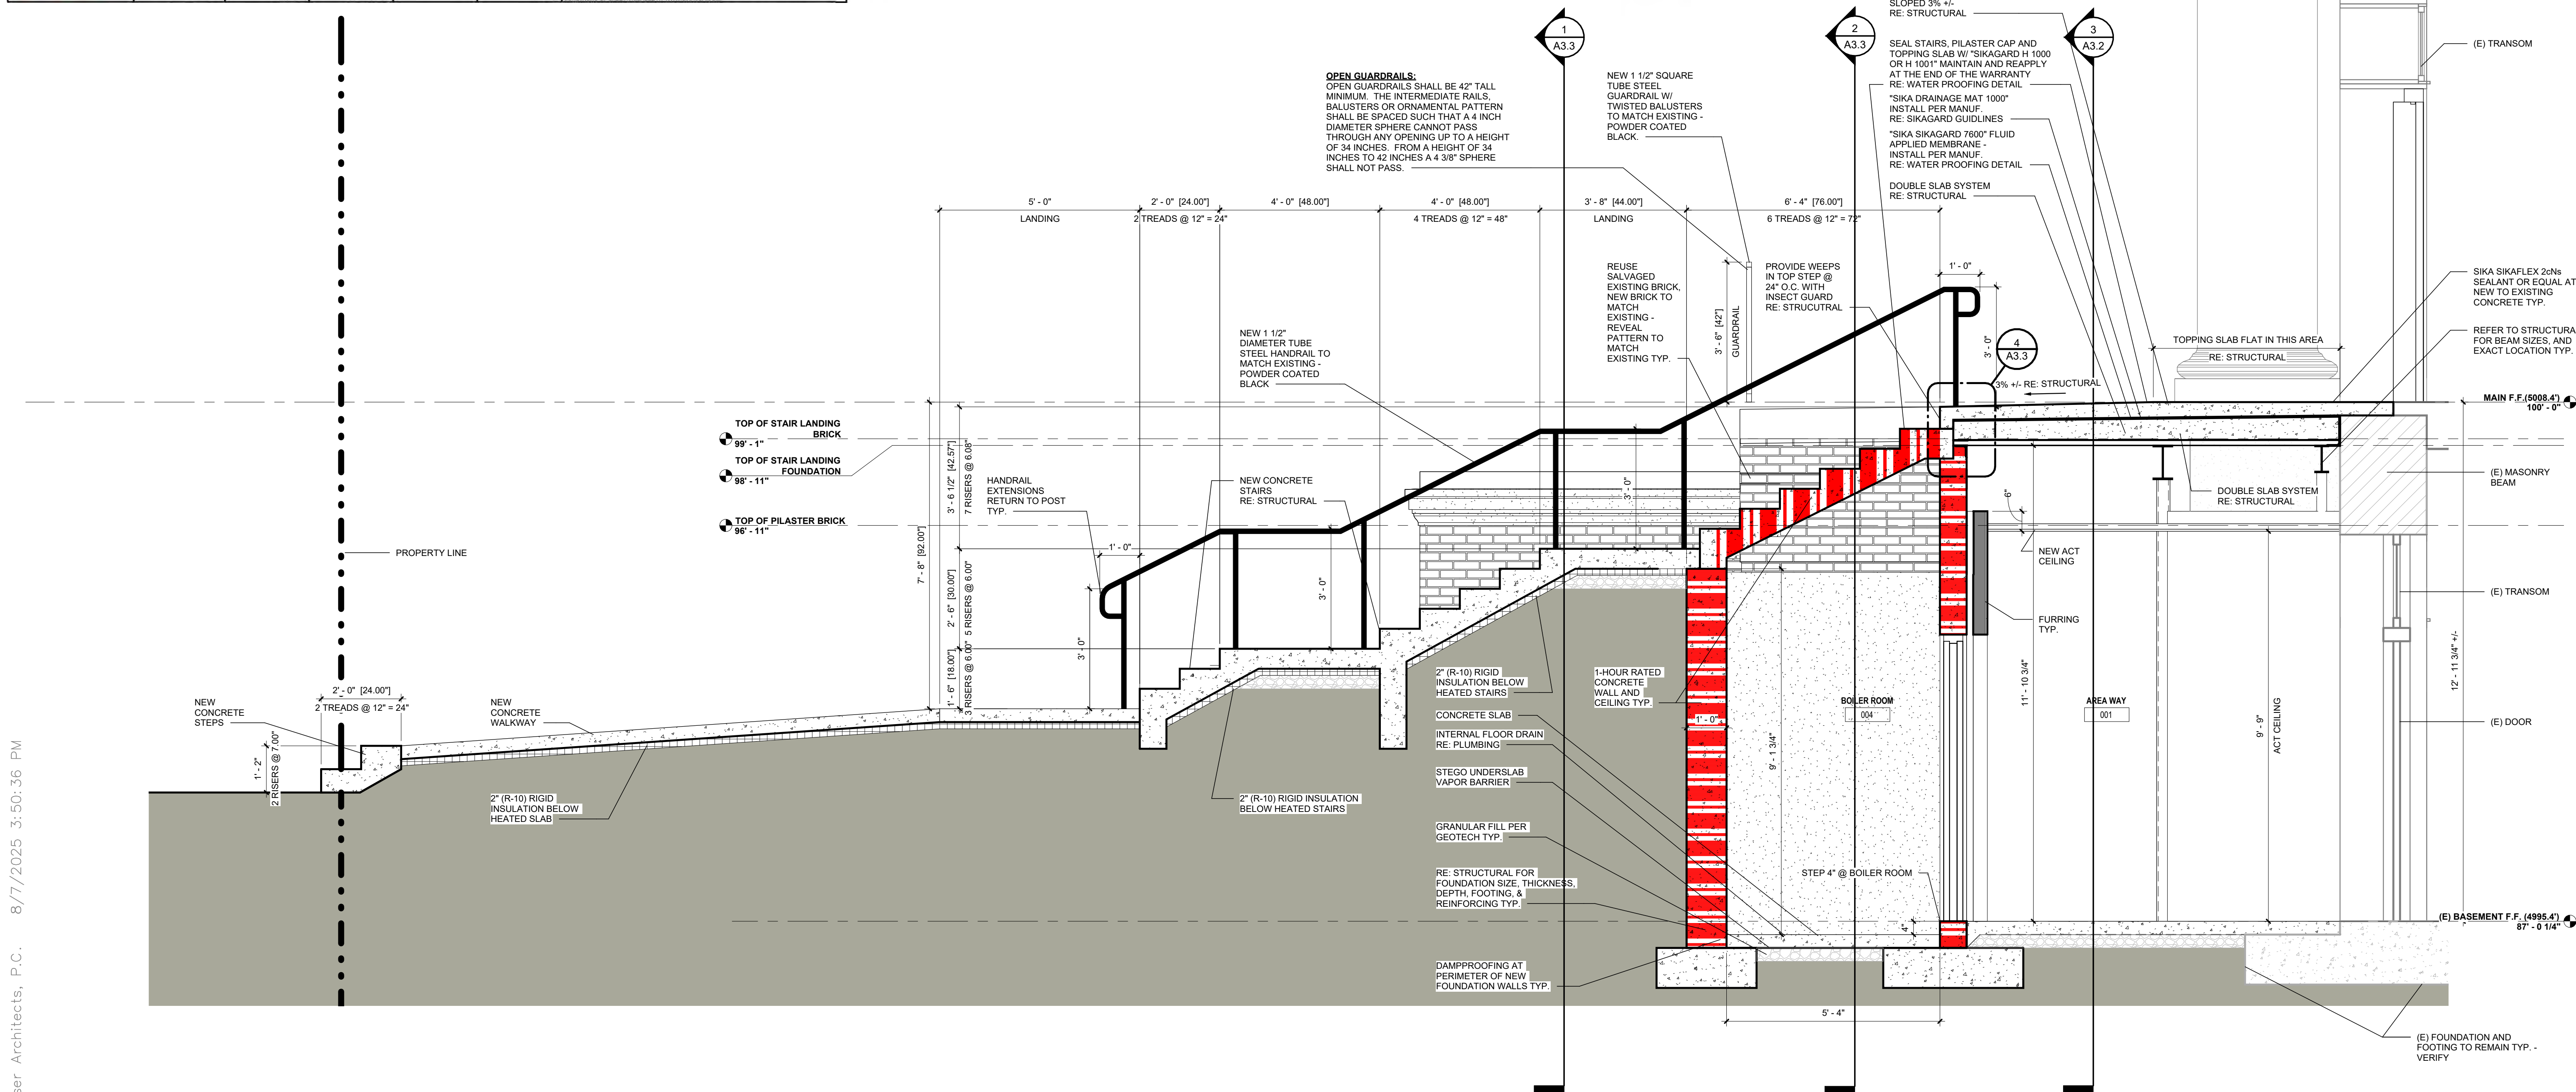 SLOPED 3% +/-
RE: STRUCTURAL
1
A3.3
2
A3.3
3
A3.2
(E) TRANSOM
SEAL STAIRS, PILASTER CAP AND
TOPPING SLAB W/ "SIKAGARD H 1000
OR H 1001" MAINTAIN AND REAPPLY
AT THE END OF THE WARRANTY
RE: WATER PROOFING DETAIL
"SIKA DRAINAGE MAT 1000"
INSTALL PER MANUF.
RE: SIKAGARD GUIDLINES
"SIKA SIKAGARD 7600" FLUID
APPLIED MEMBRANE -
INSTALL PER MANUF.
RE: WATER PROOFING DETAIL
DOUBLE SLAB SYSTEM
RE: STRUCTURAL
OPEN GUARDRAILS:
OPEN GUARDRAILS SHALL BE 42" TALL
MINIMUM. THE INTERMEDIATE RAILS,
BALUSTERS OR ORNAMENTAL PATTERN
SHALL BE SPACED SUCH THAT A 4 INCH
DIAMETER SPHERE CANNOT PASS
THROUGH ANY OPENING UP TO A HEIGHT
OF 34 INCHES. FROM A HEIGHT OF 34
INCHES TO 42 INCHES A 4 3/8" SPHERE
SHALL NOT PASS.
NEW 1 1/2" SQUARE
TUBE STEEL
GUARDRAIL W/
TWISTED BALUSTERS
TO MATCH EXISTING -
POWDER COATED
BLACK.
5' - 0"
2' - 0" [24.00"]
4' - 0" [48.00"]
4' - 0" [48.00"]
3' - 8" [44.00"]
6' - 4" [76.00"]
LANDING
2 TREADS @ 12" = 24"
4 TREADS @ 12" = 48"
LANDING
6 TREADS @ 12" = 72"
REUSE
SALVAGED
EXISTING BRICK,
NEW BRICK TO
MATCH
EXISTING -
REVEAL
PATTERN TO
MATCH
EXISTING TYP.
PROVIDE WEEPS
IN TOP STEP @
24" O.C. WITH
INSECT GUARD
RE: STRUCUTRAL
1' - 0"
3' - 6" [42"]
GUARDRAIL
3' - 0"
4
A3.3
3% +/- RE: STRUCTURAL
TOPPING SLAB FLAT IN THIS AREA
RE: STRUCTURAL
SIKA SIKAFLEX 2cNs
SEALANT OR EQUAL AT
NEW TO EXISTING
CONCRETE TYP.
REFER TO STRUCTURA
FOR BEAM SIZES, AND
EXACT LOCATION TYP.
MAIN F.F.(5008.4')
100' - 0"
NEW 1 1/2"
DIAMETER TUBE
STEEL HANDRAIL TO
MATCH EXISTING -
POWDER COATED
BLACK
TOP OF STAIR LANDING
BRICK
99' - 1"
TOP OF STAIR LANDING
FOUNDATION
98' - 11"
TOP OF PILASTER BRICK
96' - 11"
7' - 8" [92.00"]
3' - 6 1/2" [42.57"]
7 RISERS @ 6.08"
2' - 6" [30.00"]
5 RISERS @ 6.00"
1' - 6" [18.00"]
3 RISERS @ 6.00"
HANDRAIL
EXTENSIONS
RETURN TO POST
TYP.
NEW CONCRETE
STAIRS
RE: STRUCTURAL
1' - 0"
3' - 0"
3' - 0"
3' - 0"
(E) MASONRY
BEAM
DOUBLE SLAB SYSTEM
RE: STRUCTURAL
6"
NEW ACT
CEILING
PROPERTY LINE
(E) TRANSOM
FURRING
TYP.
2' - 0" [24.00"]
2 TREADS @ 12" = 24"
NEW
CONCRETE
STEPS
NEW
CONCRETE
WALKWAY
1' - 2"
2 RISERS @ 7.00"
2" (R-10) RIGID
INSULATION BELOW
HEATED SLAB
2" (R-10) RIGID INSULATION
BELOW HEATED STAIRS
2" (R-10) RIGID
INSULATION BELOW
HEATED STAIRS
1-HOUR RATED
CONCRETE
WALL AND
CEILING TYP.
CONCRETE SLAB
INTERNAL FLOOR DRAIN
RE: PLUMBING
STEGO UNDERSLAB
VAPOR BARRIER
GRANULAR FILL PER
GEOTECH TYP.
RE: STRUCTURAL FOR
FOUNDATION SIZE, THICKNESS,
DEPTH, FOOTING, &
REINFORCING TYP.
DAMPPROOFING AT
PERIMETER OF NEW
FOUNDATION WALLS TYP.
1' - 0"
9' - 1 3/4"
BOILER ROOM
004
11' - 10 3/4"
AREA WAY
001
9' - 9"
ACT CEILING
12' - 11 3/4" +/-
(E) DOOR
STEP 4" @ BOILER ROOM
4"
(E) BASEMENT F.F. (4995.4')
87' - 0 1/4"
5' - 4"
(E) FOUNDATION AND
FOOTING TO REMAIN TYP. -
VERIFY
ser Architects, P.C. 8/7/2025 3:50:36 PM